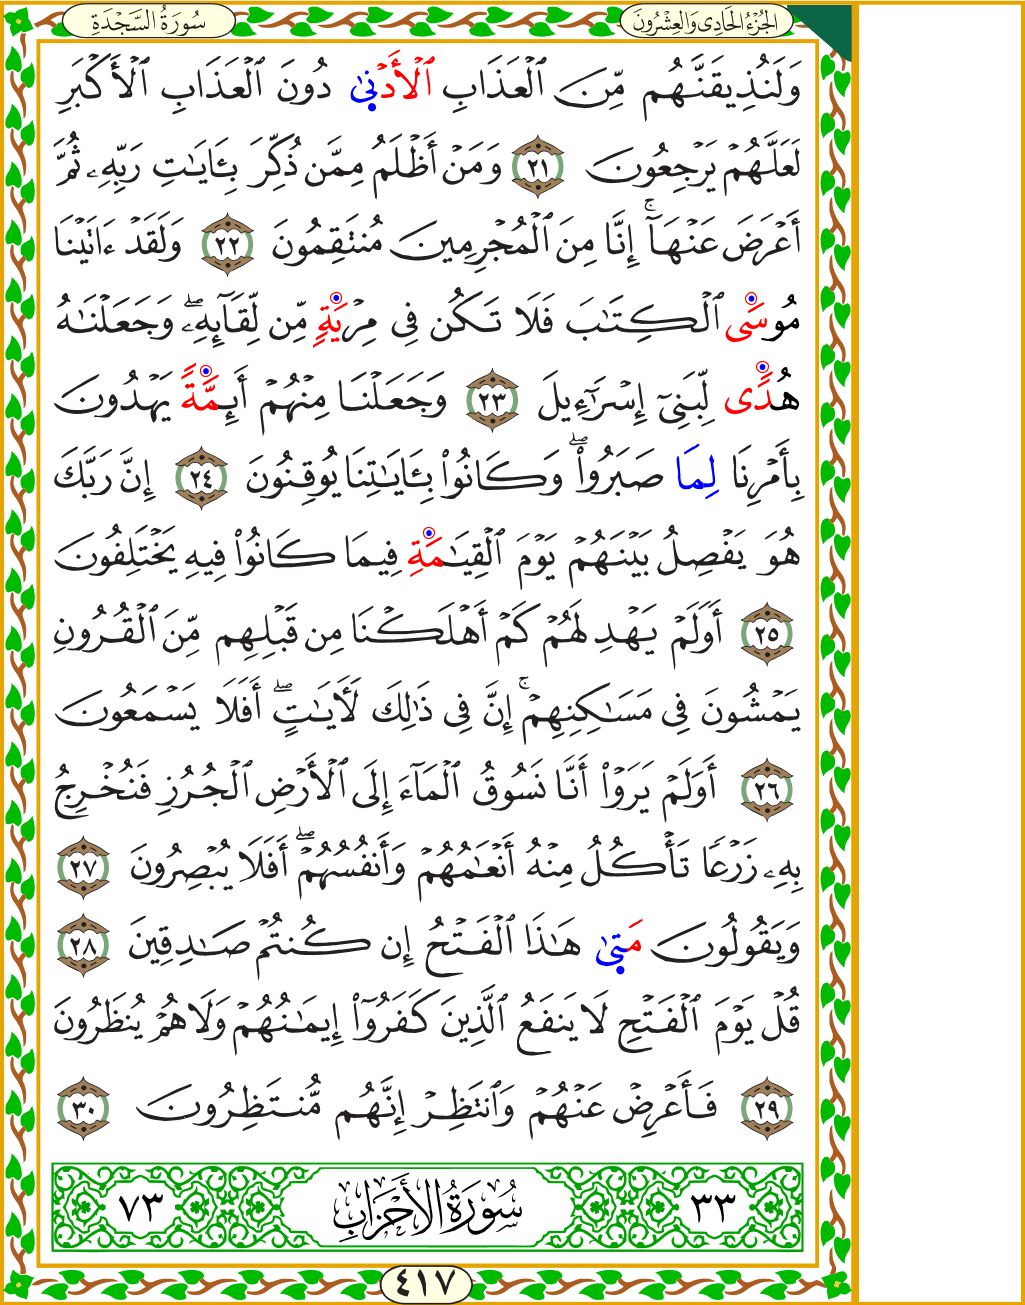 الجُزْءُ الحَادِى وَالعِشْرُونَ
سُورَةُ السَّجْدَةِ
وَلَنُذِيقَنَّهُم مِّنَ ٱلْعَذَابِ ٱلْأَدْنىٰ دُونَ ٱلْعَذَابِ ٱلْأَكْبَرِ
لَعَلَّهُمْ يَرْجِعُونَ ٢١ وَمَنْ أَظْلَمُ مِمَّن ذُكِّرَ بِـَٔايَـٰتِ رَبِّهِۦ ثُمَّ
أَعْرَضَ عَنْهَآ ۚ إِنَّا مِنَ ٱلْمُجْرِمِينَ مُنتَقِمُونَ ٢٢ وَلَقَدْ ءَاتَيْنَا
مُوسَى ٱلْكِتَـٰبَ فَلَا تَكُن فِى مِرْيَةٍ مِّن لِّقَآئِهِۦ ۖ وَجَعَلْنَـٰهُ
هُدًى لِّبَنِىٓ إِسْرَٰٓءِيلَ ٢٣ وَجَعَلْنَا مِنْهُمْ أَئِمَّةً يَهْدُونَ
بِأَمْرِنَا لِمَا صَبَرُوا۟ ۖ وَكَانُوا۟ بِـَٔايَـٰتِنَا يُوقِنُونَ ٢٤ إِنَّ رَبَّكَ
هُوَ يَفْصِلُ بَيْنَهُمْ يَوْمَ ٱلْقِيَـٰمَةِ فِيمَا كَانُوا۟ فِيهِ يَخْتَلِفُونَ
٢٥ أَوَلَمْ يَهْدِ لَهُمْ كَمْ أَهْلَكْنَا مِن قَبْلِهِم مِّنَ ٱلْقُرُونِ
يَمْشُونَ فِى مَسَـٰكِنِهِمْ ۚ إِنَّ فِى ذَٰلِكَ لَـَٔايَـٰتٍ ۖ أَفَلَا يَسْمَعُونَ
٢٦ أَوَلَمْ يَرَوْا۟ أَنَّا نَسُوقُ ٱلْمَآءَ إِلَى ٱلْأَرْضِ ٱلْجُرُزِ فَنُخْرِجُ
بِهِۦ زَرْعًا تَأْكُلُ مِنْهُ أَنْعَـٰمُهُمْ وَأَنفُسُهُمْ ۖ أَفَلَا يُبْصِرُونَ ٢٧
وَيَقُولُونَ مَتىٰ هَـٰذَا ٱلْفَتْحُ إِن كُنتُمْ صَـٰدِقِينَ ٢٨
قُلْ يَوْمَ ٱلْفَتْحِ لَا يَنفَعُ ٱلَّذِينَ كَفَرُوٓا۟ إِيمَـٰنُهُمْ وَلَا هُمْ يُنظَرُونَ
٢٩ فَأَعْرِضْ عَنْهُمْ وَٱنتَظِرْ إِنَّهُم مُّنتَظِرُونَ ٣٠
٣٣ سُورَةُ الأَحْزَابِ ٧٣
٤١٧